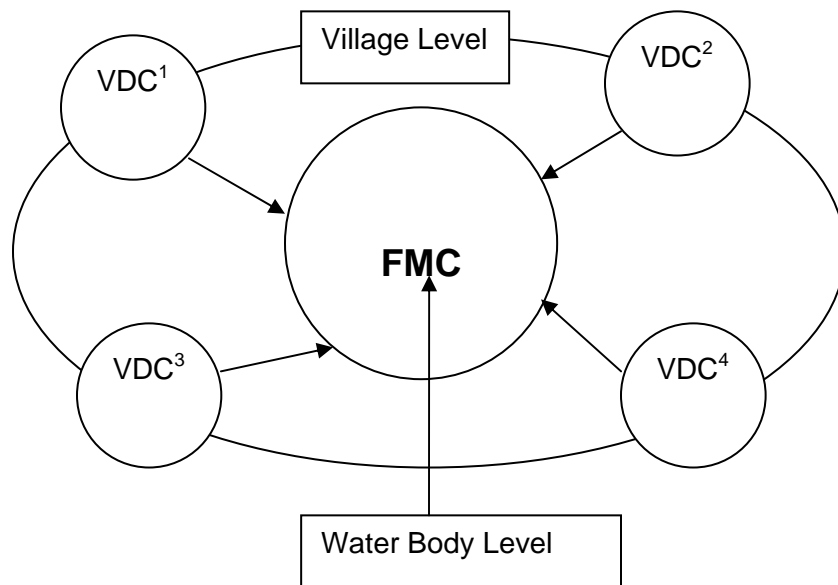 Village Level
VDC¹
VDC²
FMC
VDC³
VDC⁴
Water Body Level